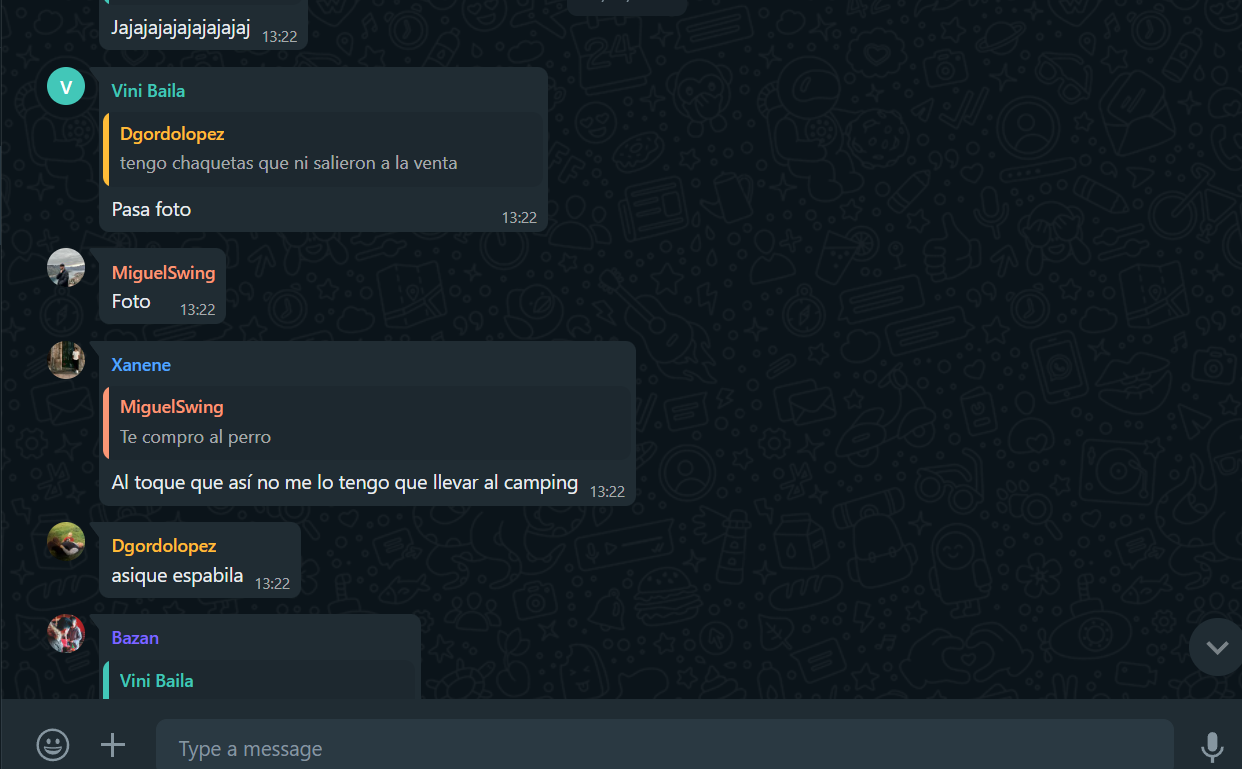 Jajajajajajajajaj 13:22
V
Vini Baila
Dgordolopez
tengo chaquetas que ni salieron a la venta
Pasa foto 13:22
MiguelSwing
Foto 13:22
Xanene
MiguelSwing
Te compro al perro
Al toque que así no me lo tengo que llevar al camping 13:22
Dgordolopez
asique espabila 13:22
Bazan
Vini Baila
Type a message